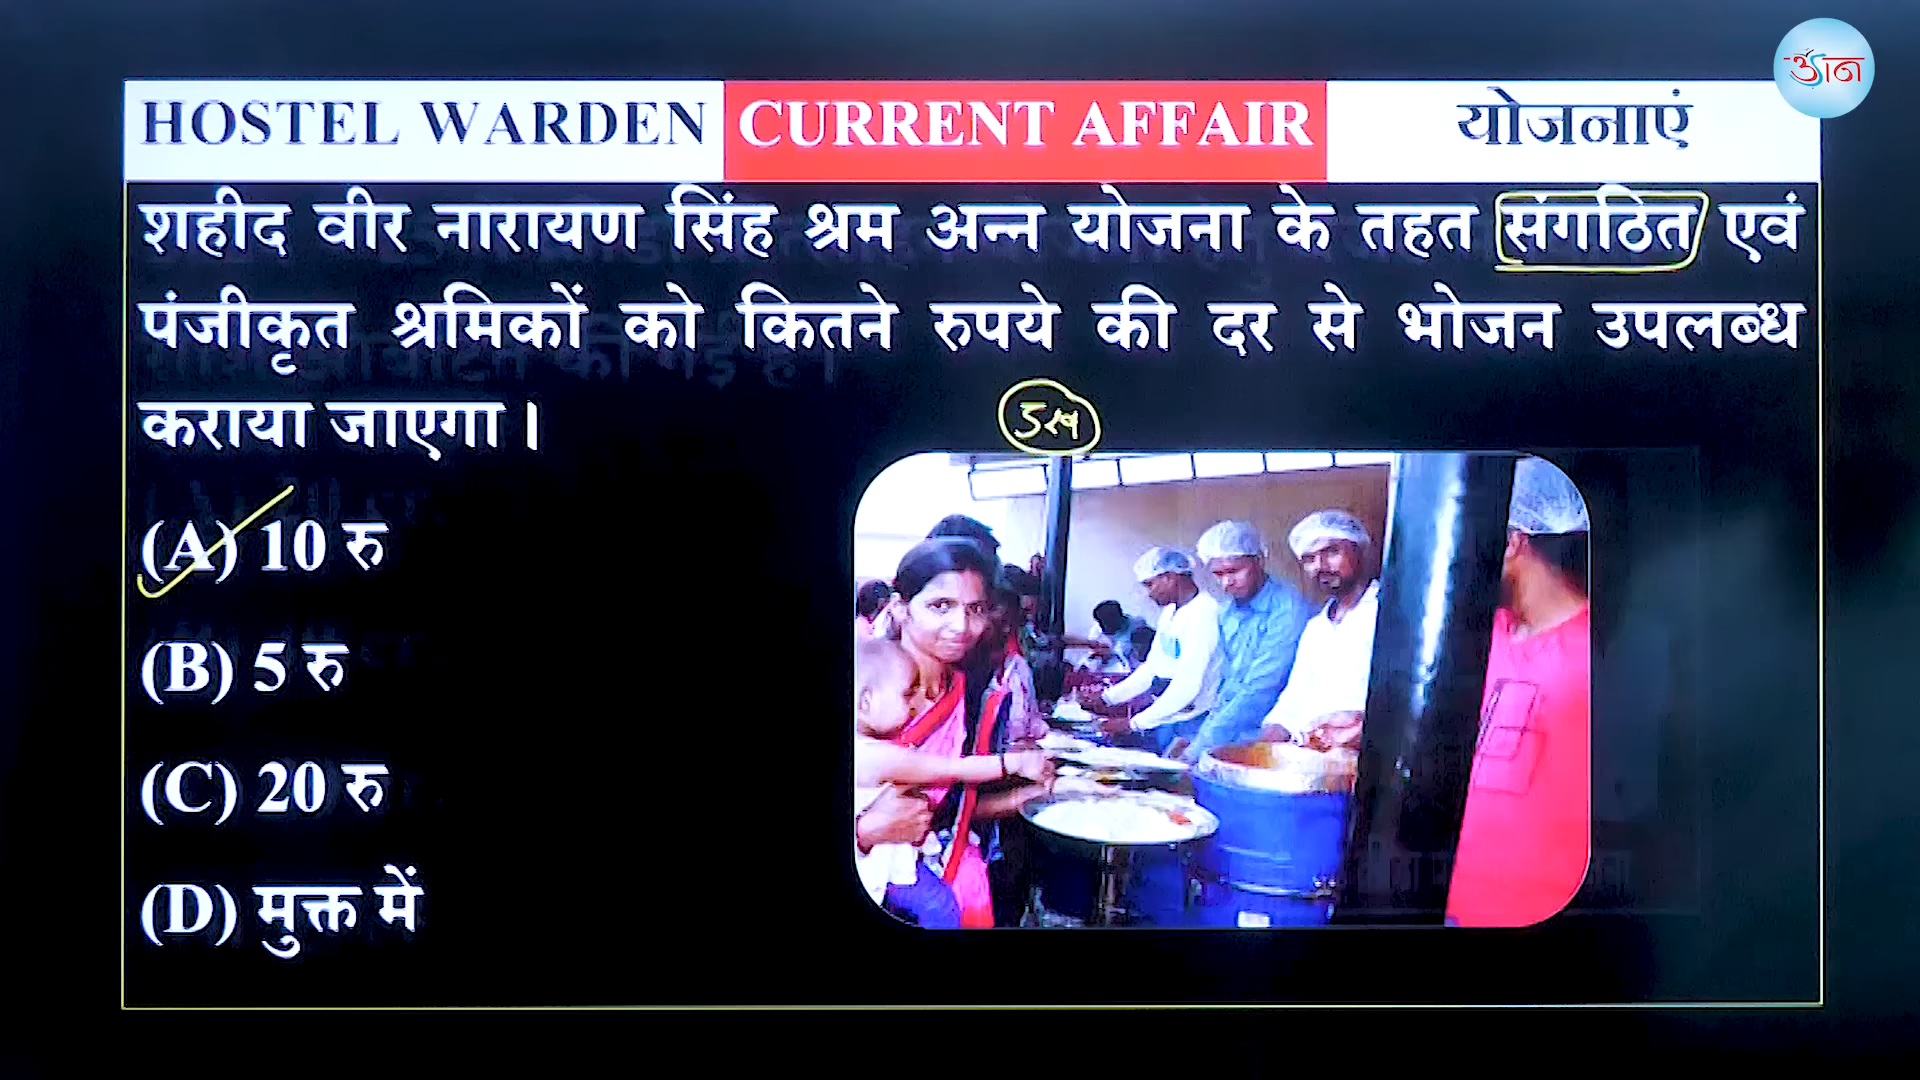 HOSTEL WARDEN CURRENT AFFAIR योजनाएं
शहीद वीर नारायण सिंह श्रम अन्न योजना के तहत संगठित एवं
पंजीकृत श्रमिकों को कितने रुपये की दर से भोजन उपलब्ध
कराया जाएगा।
(A) 10 रु
(B) 5 रु
(C) 20 रु
(D) मुक्त में